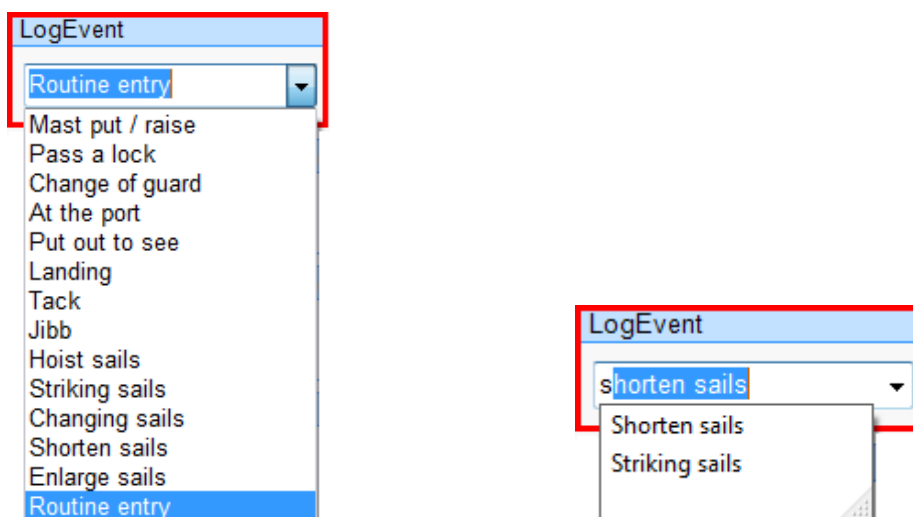 LogEvent
Routine entry
Mast put / raise
Pass a lock
Change of guard
At the port
Put out to see
Landing
Tack
Jibb
Hoist sails
Striking sails
Changing sails
Shorten sails
Enlarge sails
Routine entry
LogEvent
shorten sails
Shorten sails
Striking sails